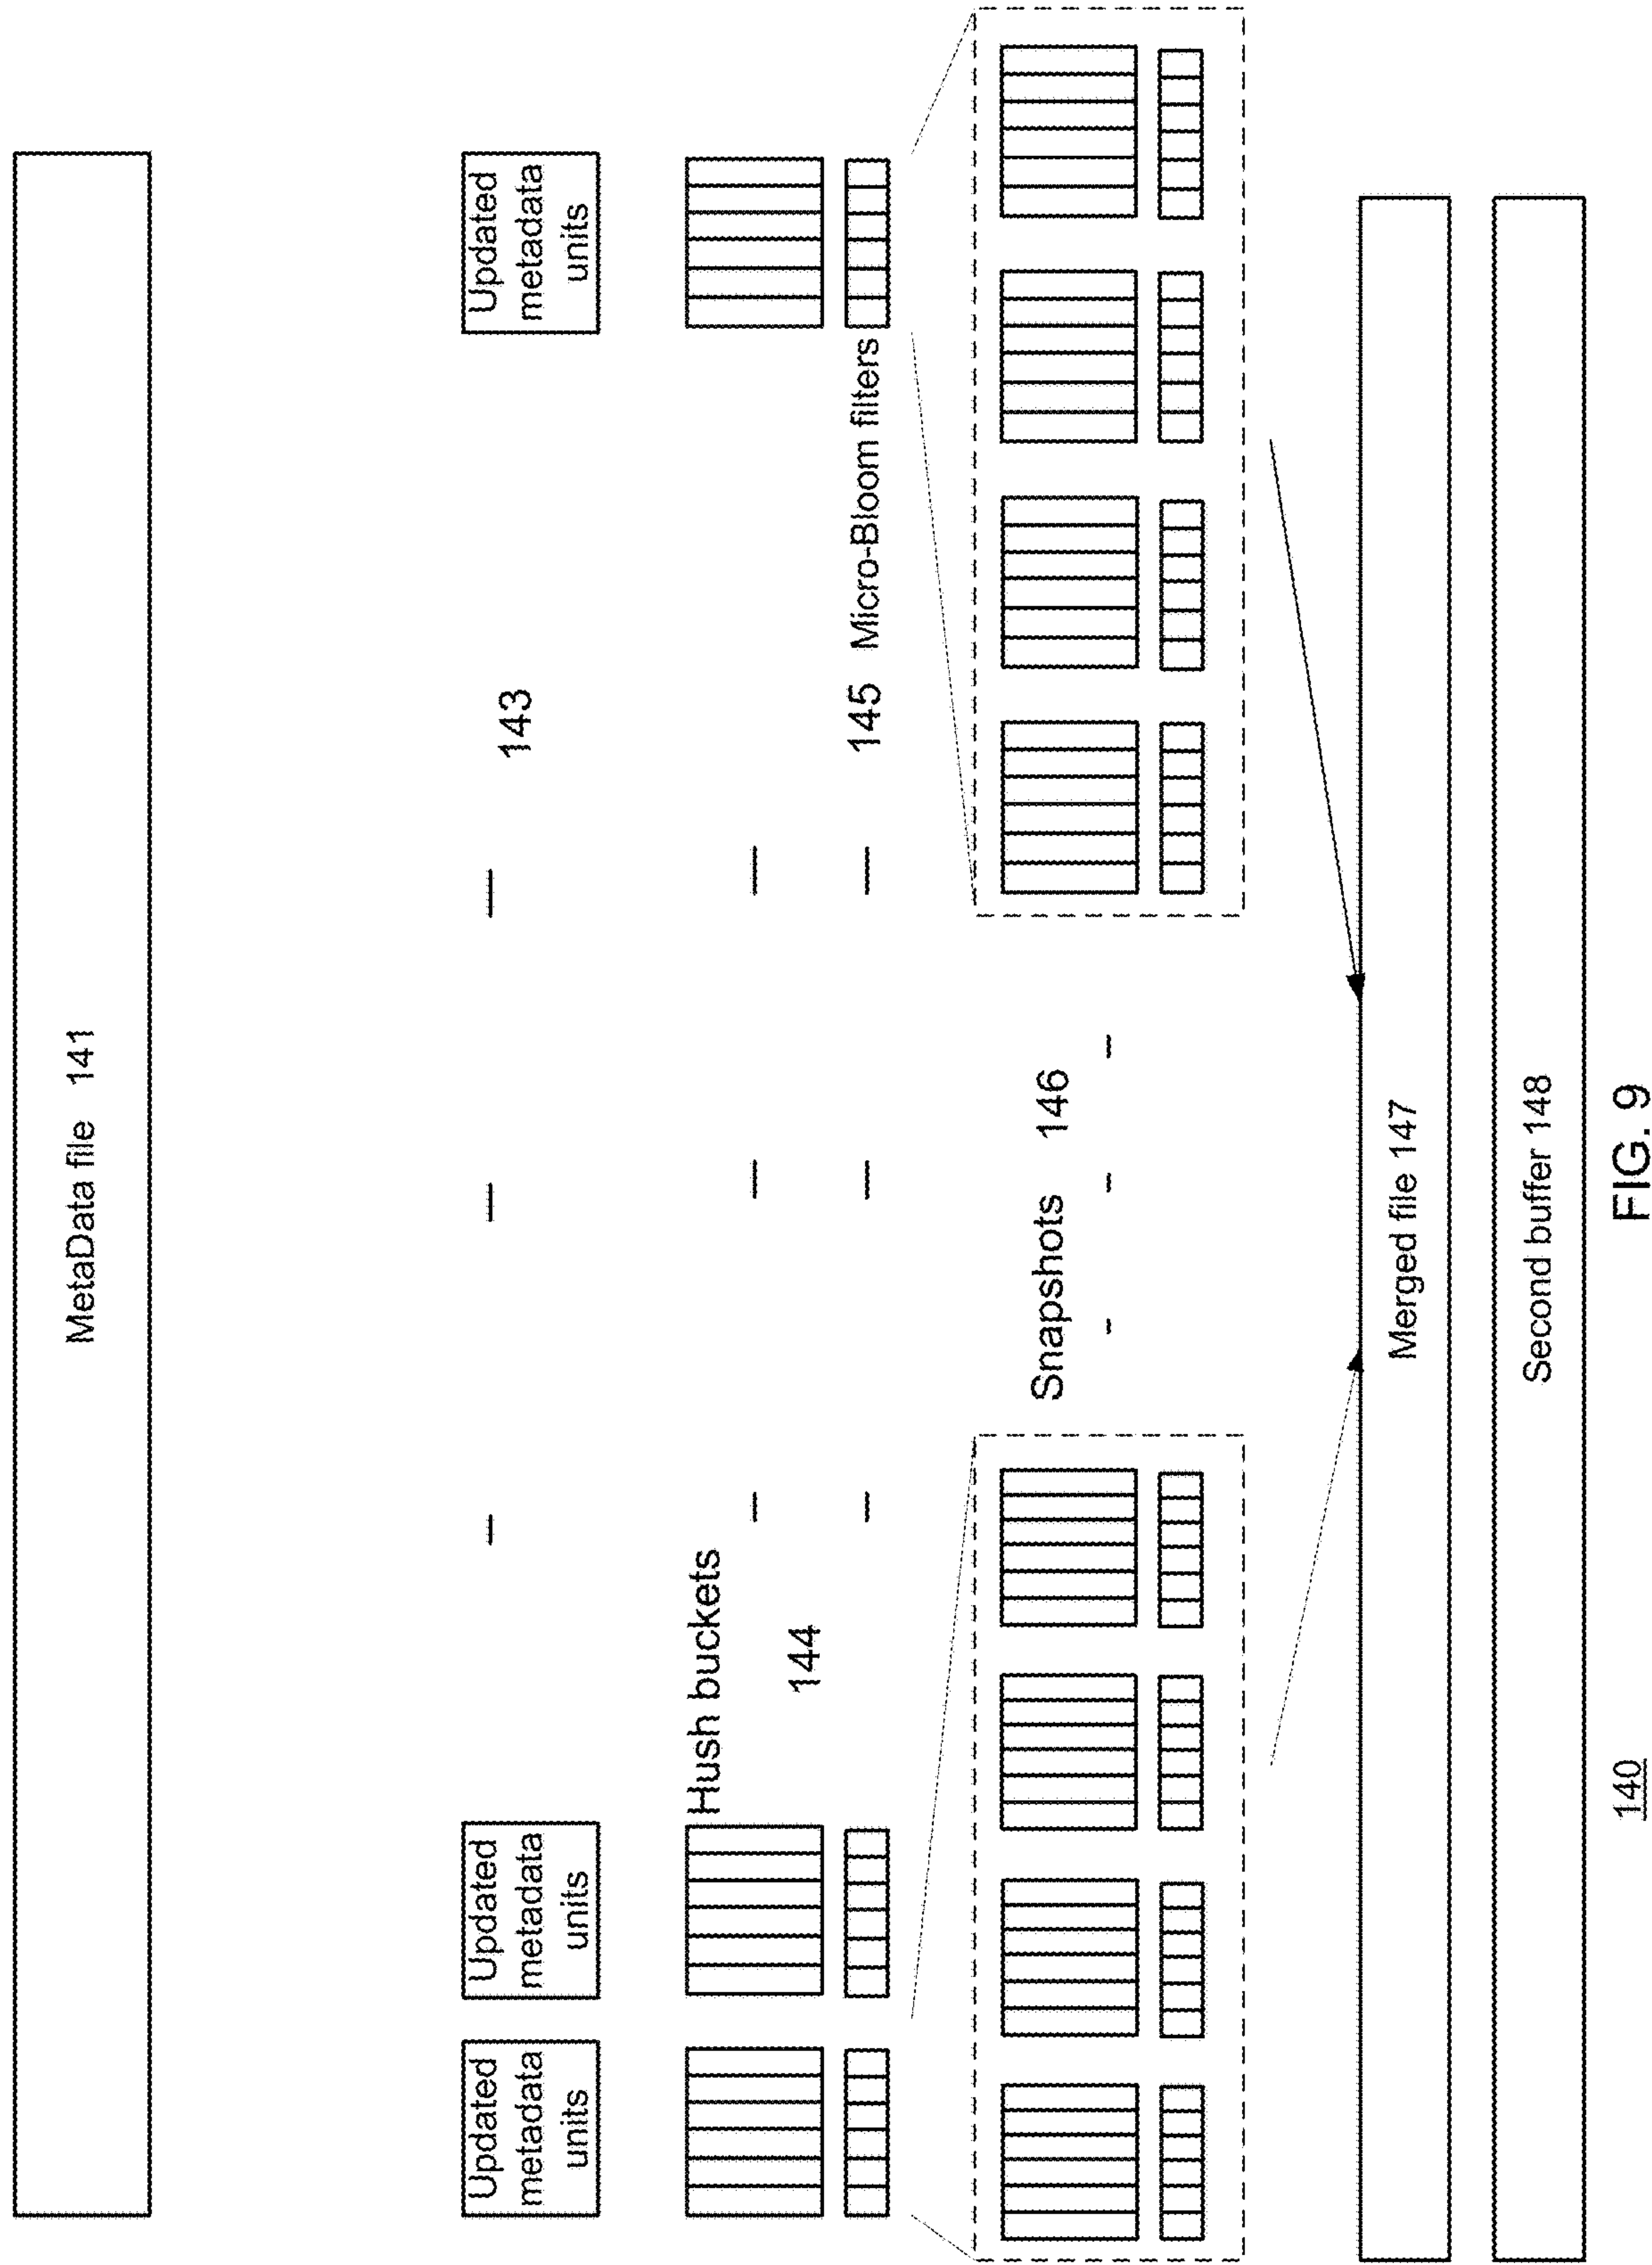 MetaData file 141
Updated
metadata
units
Updated
metadata
units
143
Updated
metadata
units
Hush buckets
144
145 Micro-Bloom filters
Snapshots 146
Merged file 147
Second buffer 148
140
FIG. 9